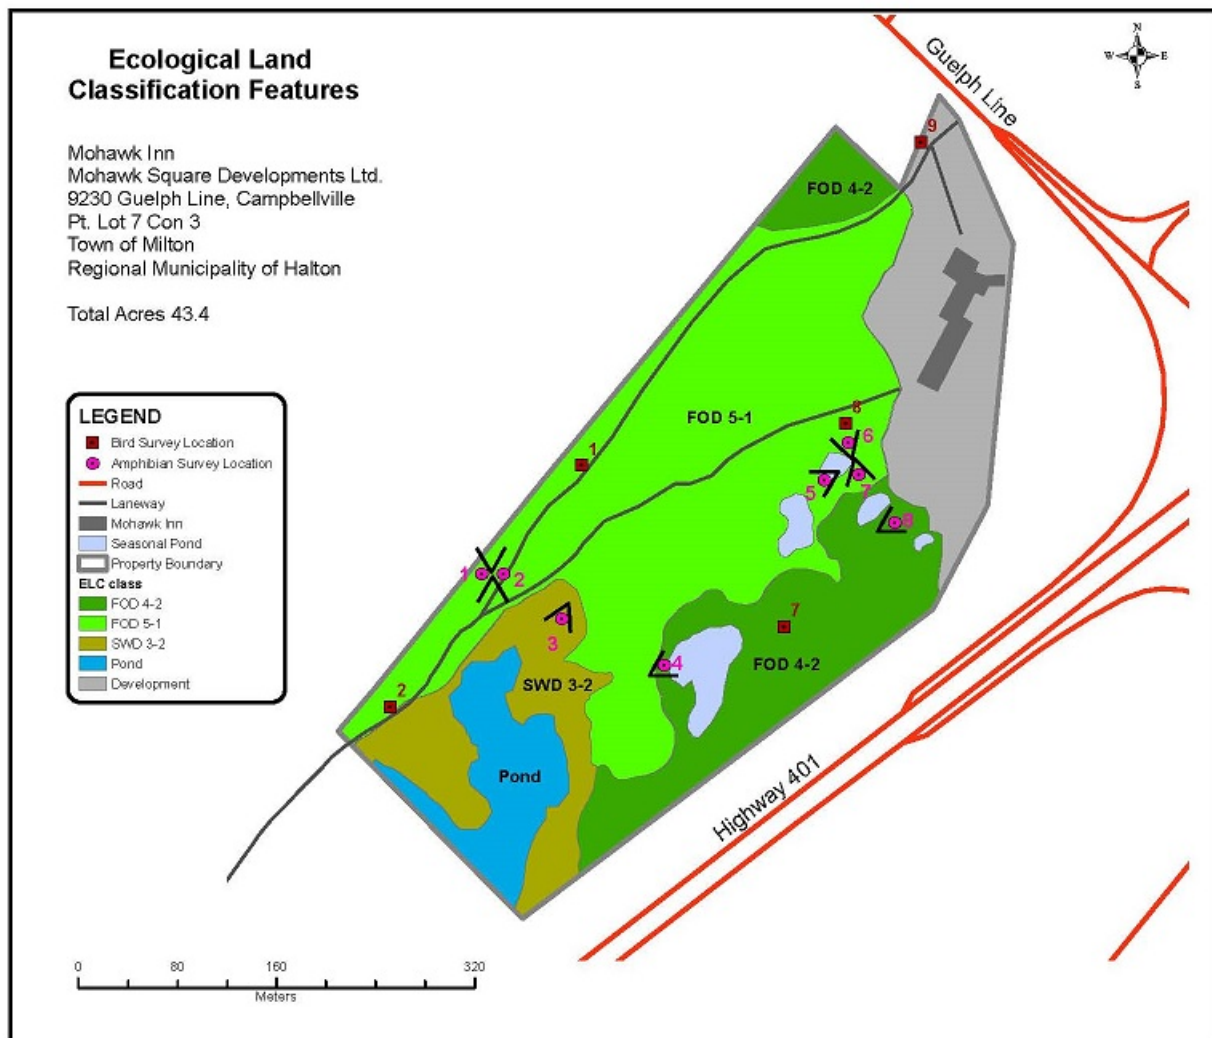 Ecological Land
Classification Features
Mohawk Inn
Mohawk Square Developments Ltd.
9230 Guelph Line, Campbellville
Pt. Lot 7 Con 3
Town of Milton
Regional Municipality of Halton
Total Acres 43.4
N
W E
S
Guelph Line
9
FOD 4-2
FOD 5-1
8
6
1
5
7
8
1
2
3
7
4
FOD 4-2
SWD 3-2
2
Pond
Highway 401
LEGEND
Bird Survey Location
Amphibian Survey Location
Road
Laneway
Mohawk Inn
Seasonal Pond
Property Boundary
ELC class
FOD 4-2
FOD 5-1
SWD 3-2
Pond
Development
0 80 160 320
Meters